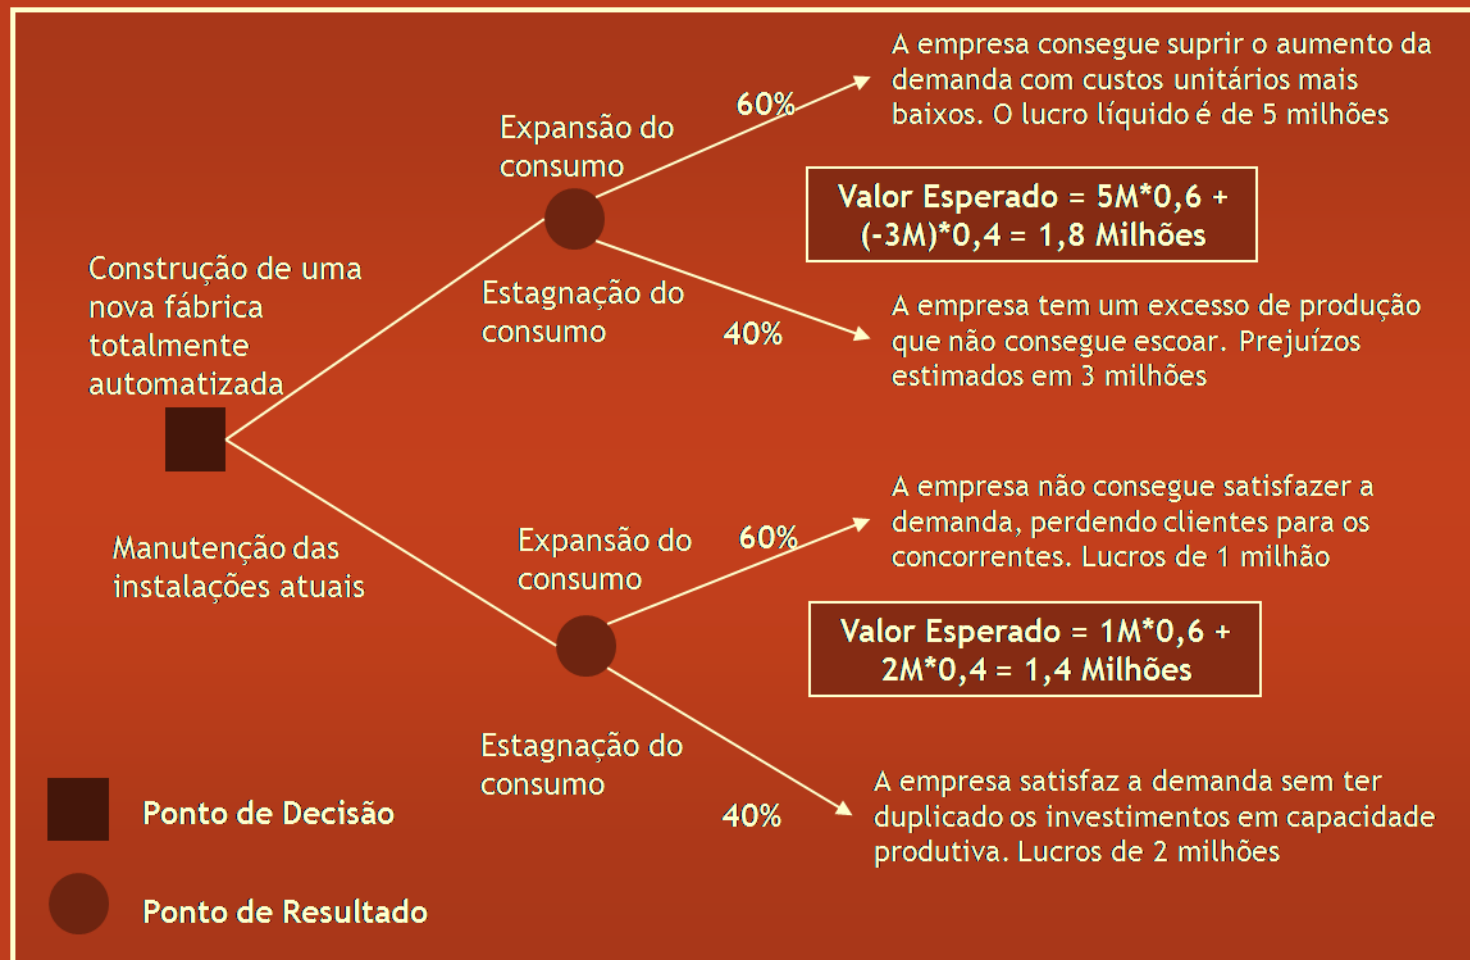 A empresa consegue suprir o aumento da
demanda com custos unitários mais
baixos. O lucro líquido é de 5 milhões
60%
Expansão do
consumo
Valor Esperado = 5M*0,6 +
(-3M)*0,4 = 1,8 Milhões
Construção de uma
nova fábrica
totalmente
automatizada
Estagnação do
consumo
40%
A empresa tem um excesso de produção
que não consegue escoar. Prejuízos
estimados em 3 milhões
A empresa não consegue satisfazer a
demanda, perdendo clientes para os
concorrentes. Lucros de 1 milhão
Manutenção das
instalações atuais
Expansão do
consumo
60%
Valor Esperado = 1M*0,6 +
2M*0,4 = 1,4 Milhões
Estagnação do
consumo
40%
A empresa satisfaz a demanda sem ter
duplicado os investimentos em capacidade
produtiva. Lucros de 2 milhões
Ponto de Decisão
Ponto de Resultado